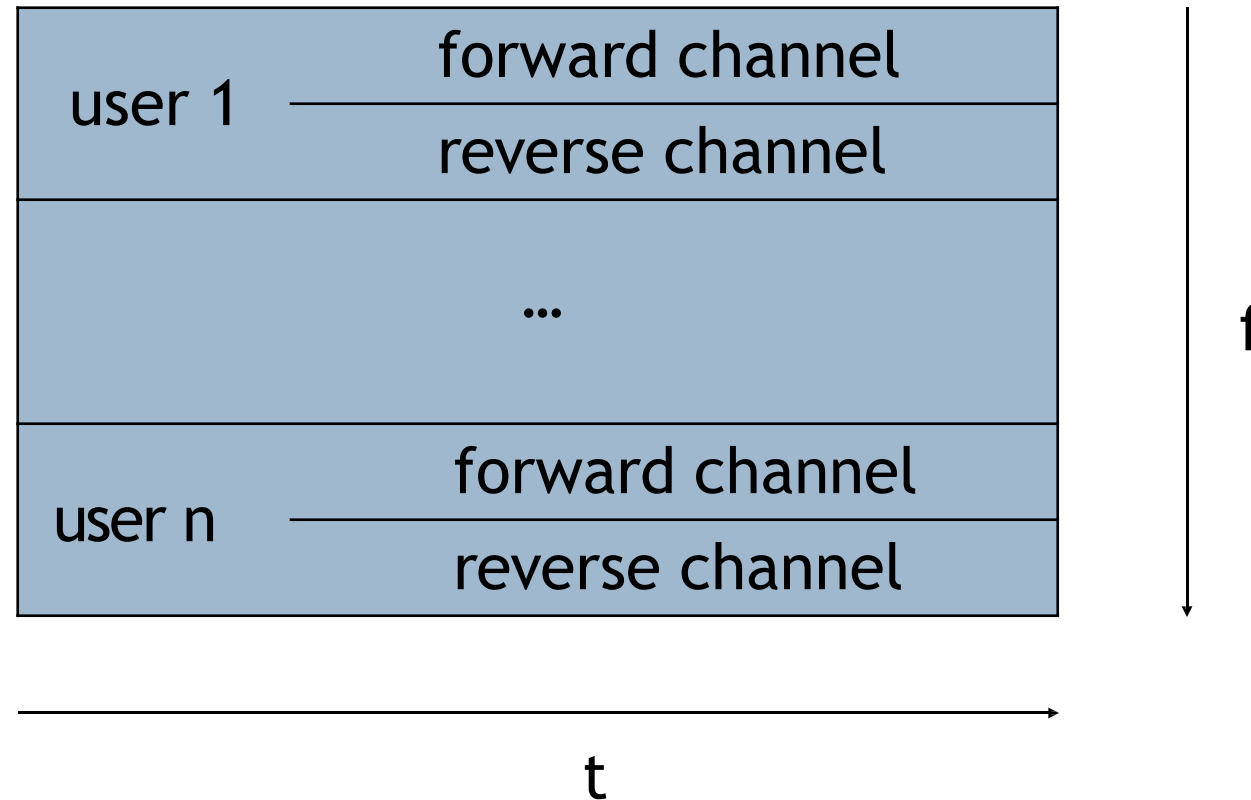 forward channel
user 1
reverse channel
...
forward channel
user n
reverse channel
f
t